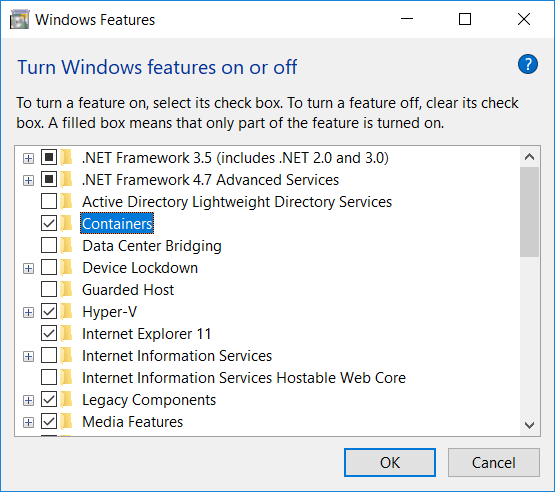 Windows Features
Turn Windows features on or off
To turn a feature on, select its check box. To turn a feature off, clear its check
box. A filled box means that only part of the feature is turned on.
.NET Framework 3.5 (includes .NET 2.0 and 3.0)
.NET Framework 4.7 Advanced Services
Active Directory Lightweight Directory Services
Containers
Data Center Bridging
Device Lockdown
Guarded Host
Hyper-V
Internet Explorer 11
Internet Information Services
Internet Information Services Hostable Web Core
Legacy Components
Media Features
OK
Cancel